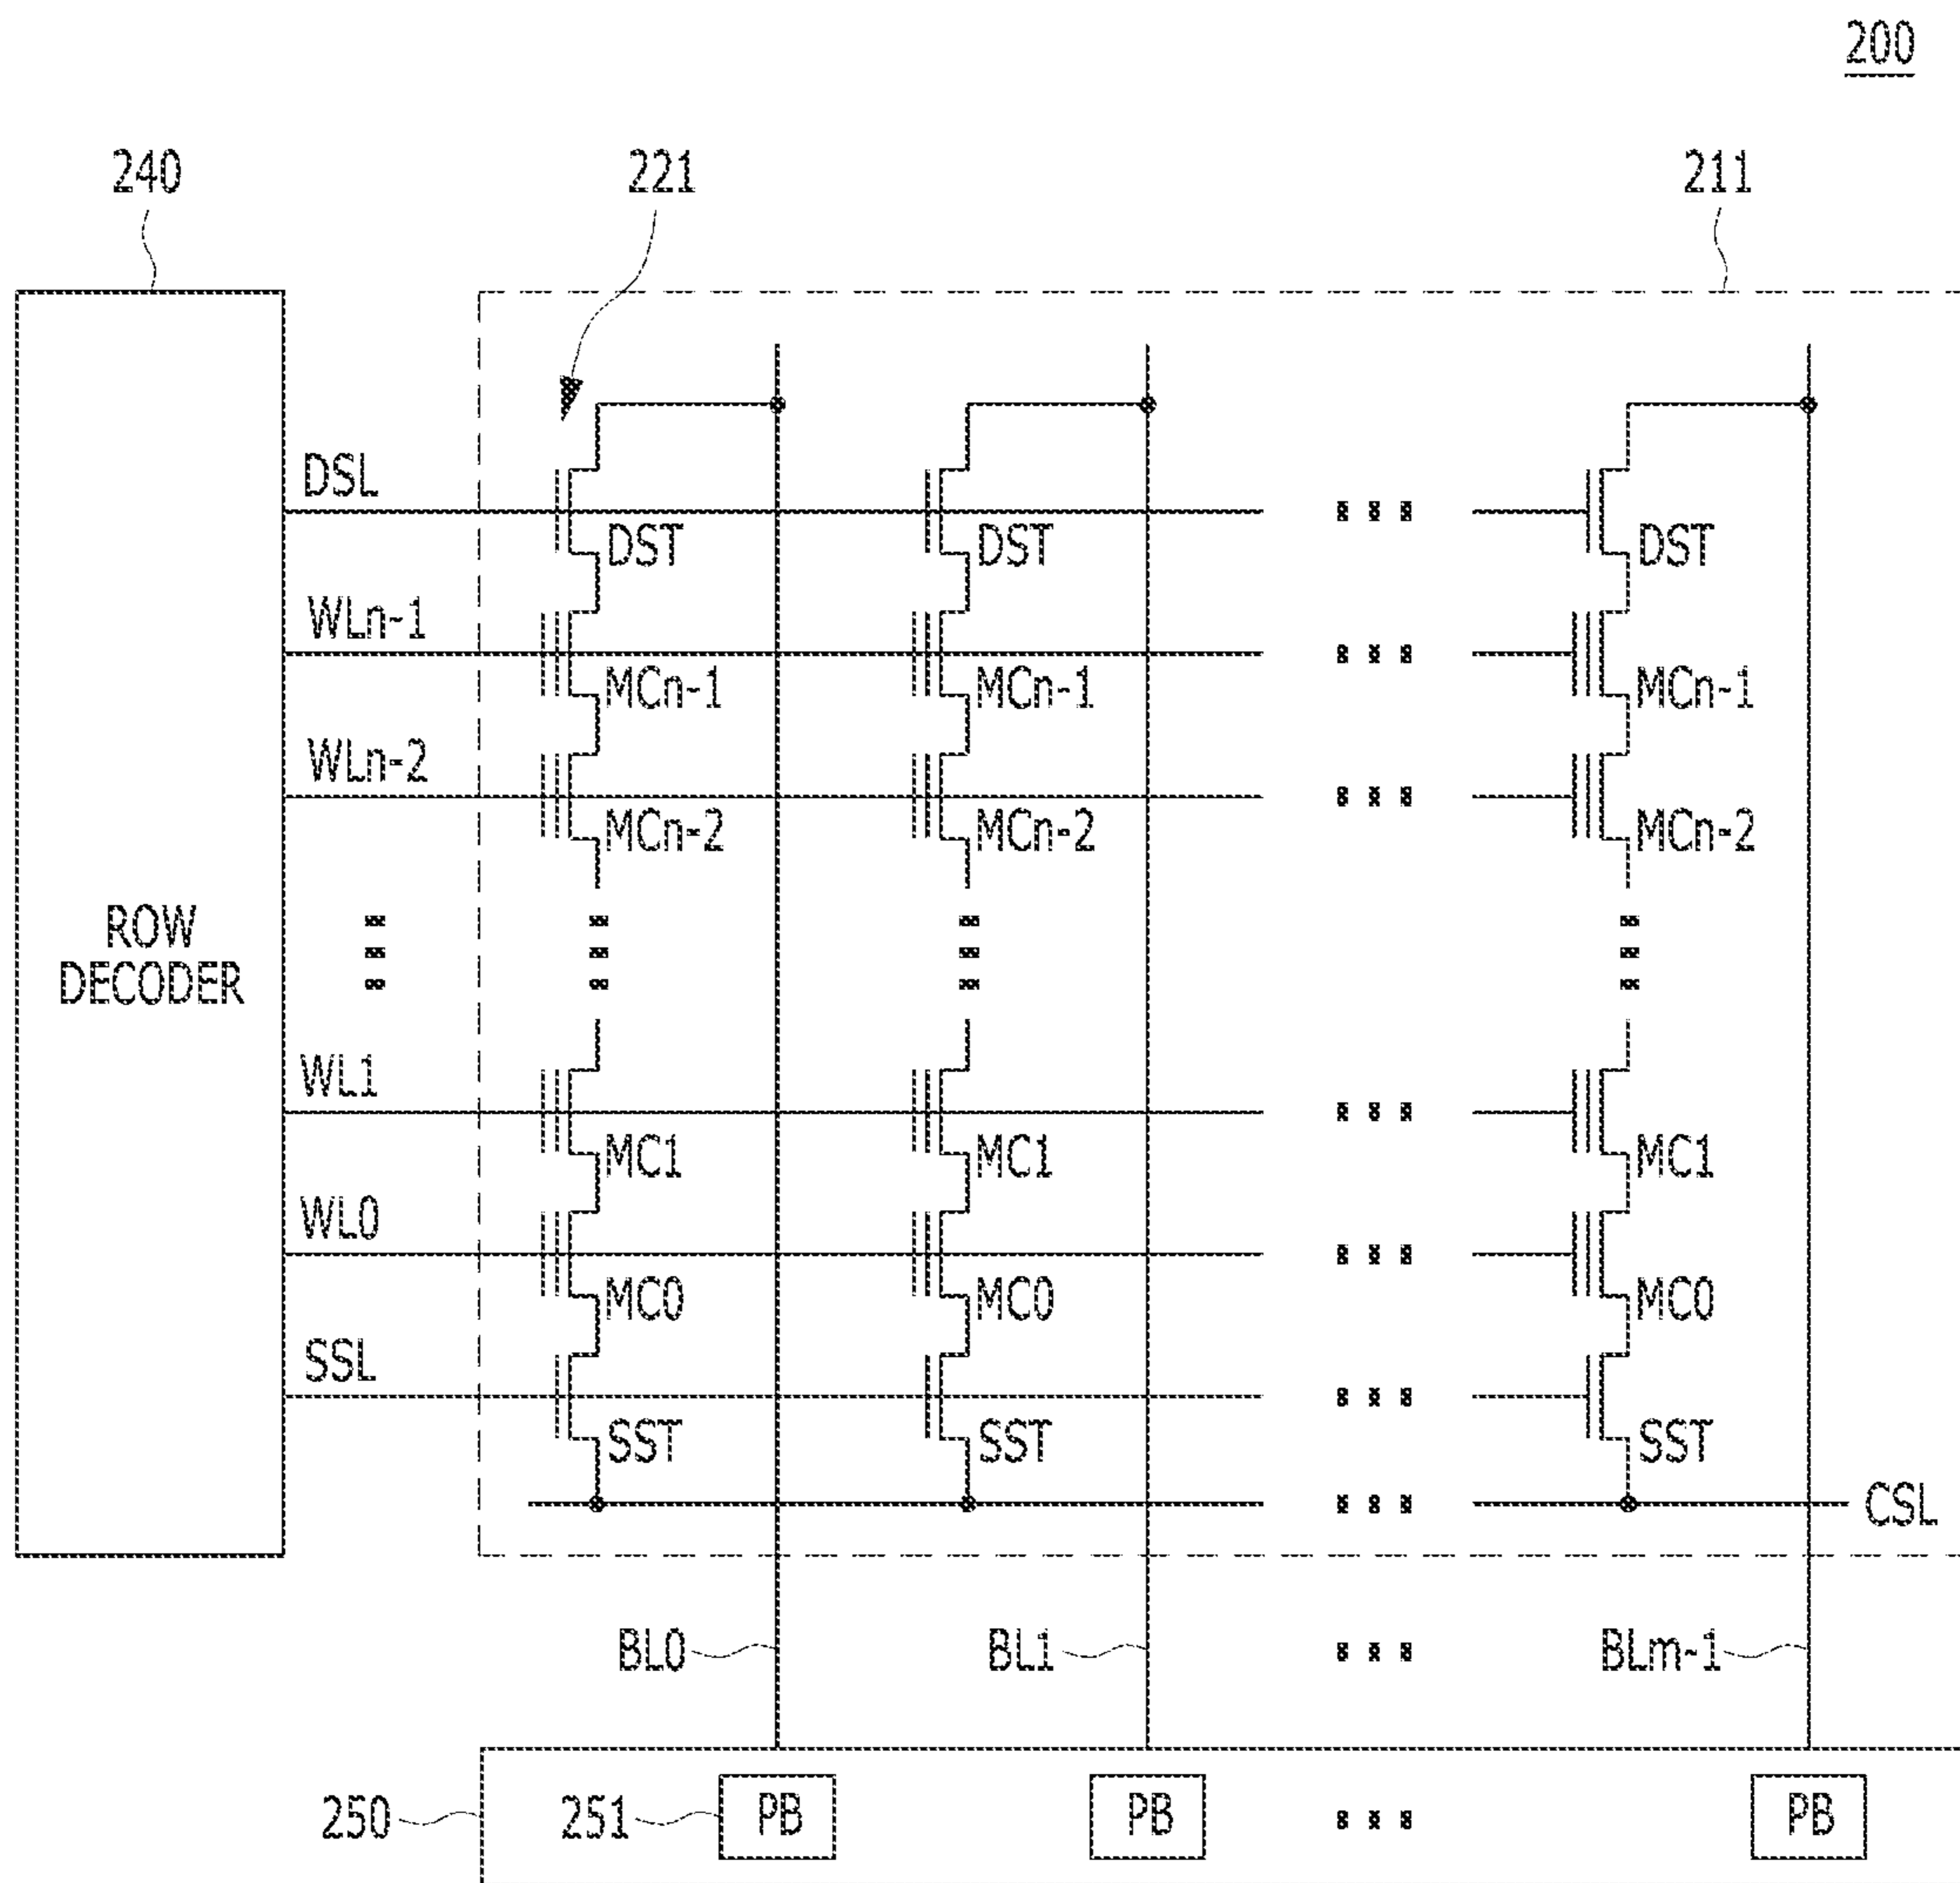 200
240 221 211
DSL
DST DST DST
WLn-1
MCn-1 MCn-1 MCn-1
WLn-2
MCn-2 MCn-2 MCn-2
ROW
DECODER
WL1
MC1 MC1 MC1
WL0
MC0 MC0 MC0
SSL
SST SST SST
CSL
BL0 BL1 BLm-1
250 251 PB PB PB